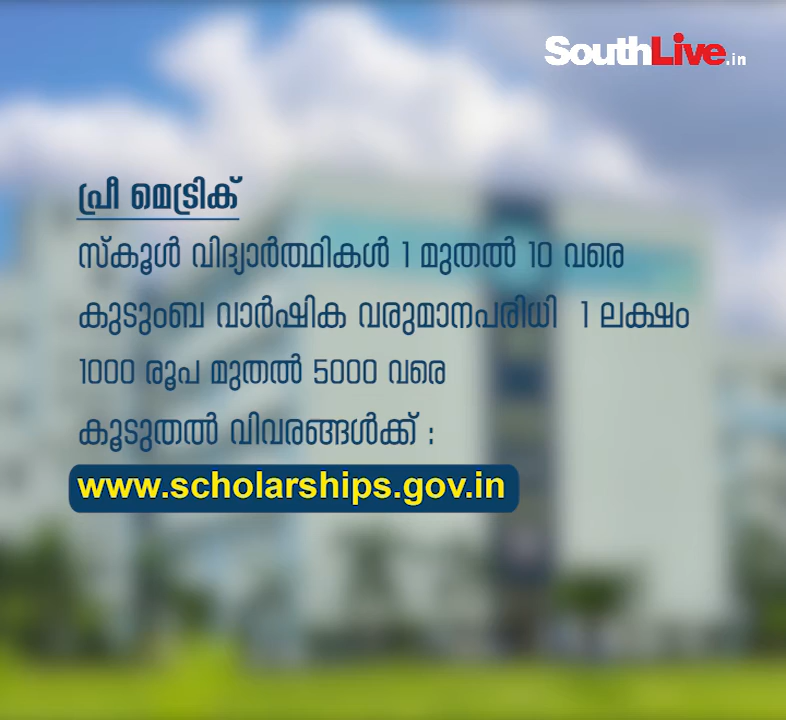 SouthLive.in
പ്രീ മെട്രിക്
സ്കൂൾ വിദ്യാർത്ഥികൾ 1 മുതൽ 10 വരെ
കുടുംബ വാർഷിക വരുമാനപരിധി 1 ലക്ഷം
1000 രൂപ മുതൽ 5000 വരെ
കൂടുതൽ വിവരങ്ങൾക്ക് :
www.scholarships.gov.in